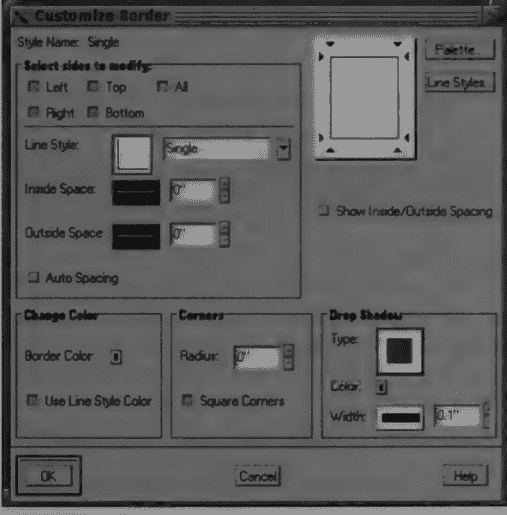 Customize Border
Style Name: Single
Select sides to modify:
Left Top All
Right Bottom
Line Style: Single
Inside Space: 0"
Outside Space: 0"
Auto Spacing
Palette...
Line Styles...
Show Inside/Outside Spacing
Change Color
Border Color:
Use Line Style Color
Corners
Radius: 0"
Square Corners
Drop Shadow
Type:
Color:
Width: 0.1"
OK Cancel Help